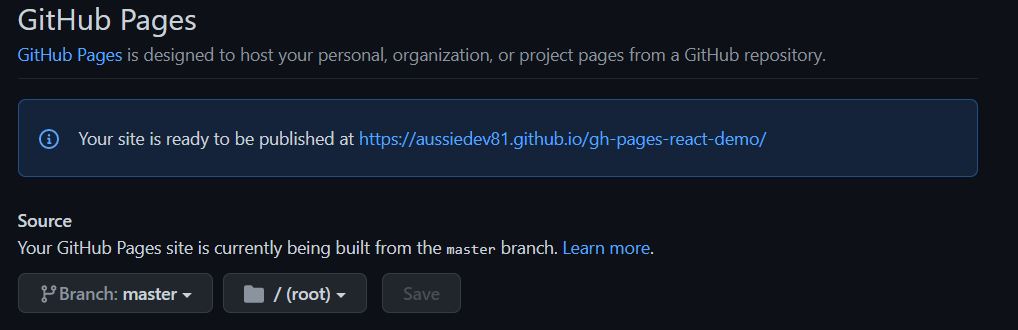 GitHub Pages
GitHub Pages is designed to host your personal, organization, or project pages from a GitHub repository.
Your site is ready to be published at https://aussiedev81.github.io/gh-pages-react-demo/
Source
Your GitHub Pages site is currently being built from the master branch. Learn more.
Branch: master / (root) Save